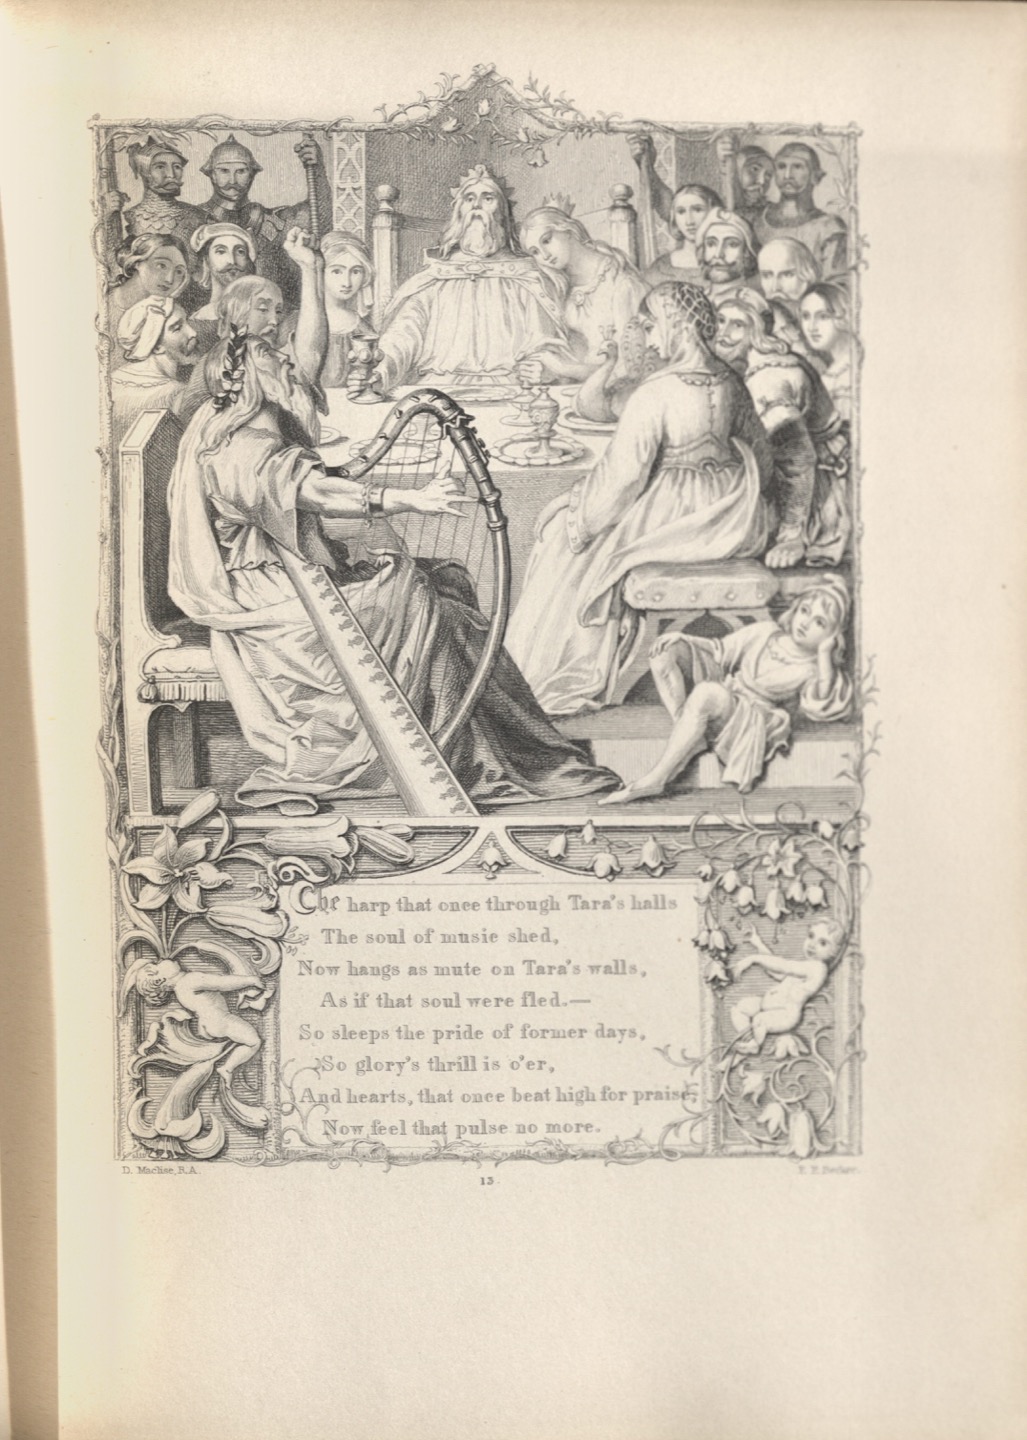 The harp that once through Tara's halls
The soul of music shed,
Now hangs as mute on Tara's walls,
As if that soul were fled.—
So sleeps the pride of former days,
So glory's thrill is o'er,
And hearts, that once beat high for praise,
Now feel that pulse no more.
D. Maclise, R.A.
F. P. Becker.
13